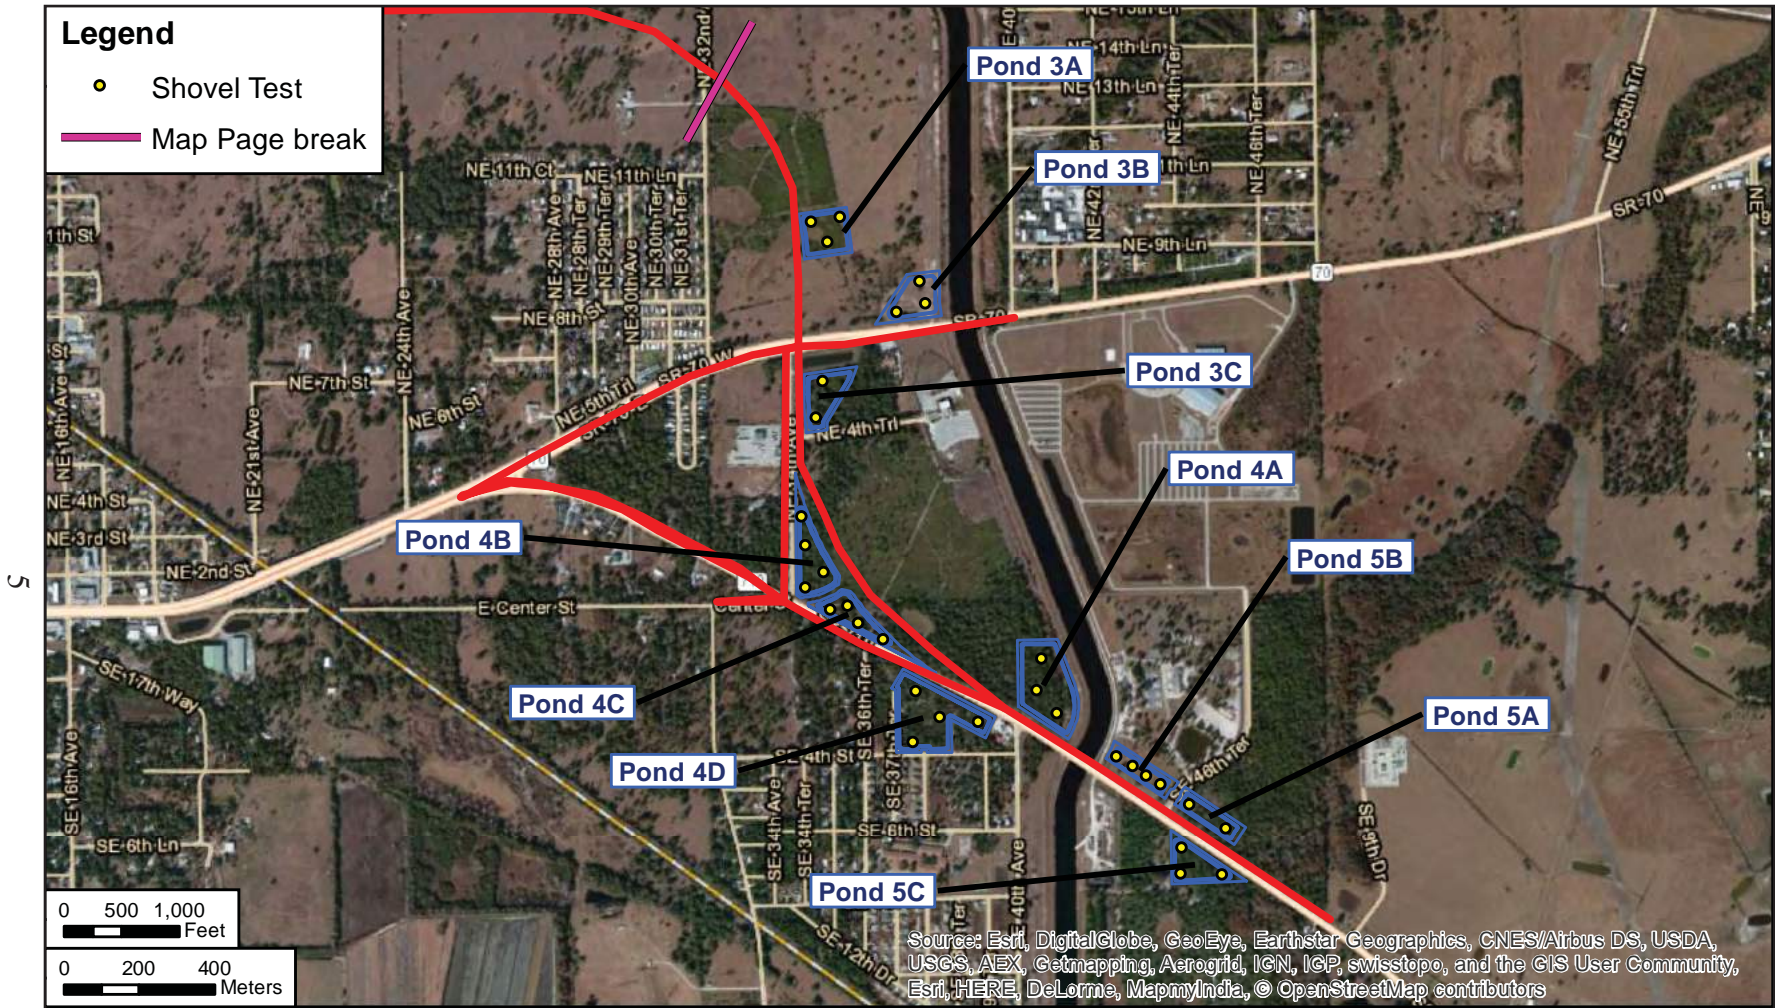 Legend
Shovel Test
Map Page break
Pond 3A
Pond 3B
Pond 3C
Pond 4A
Pond 4B
Pond 5B
Pond 4C
Pond 5A
Pond 4D
Pond 5C
NE 14th Ln
NE 13th Ln
NE 11th Ct
NE 11th Ln
NE 9th Ln
NE 44th Ter
NE 46th Ter
NE 55th Trl
SR-70
70
NE 28th Ave
NE 28th Ter
NE 29th Ter
NE 30th Ave
NE 30th Ter
NE 31st Ter
NE 8th St
NE 24th Ave
NE 7th St
NE 6th St
NE 5th Trl
SR-70 W
SR-70
NE 4th Trl
NE 16th Ave
NE 21st Ave
NE 4th St
NE 3rd St
NE 2nd St
E Center St
SE 17th Way
SE 16th Ave
SE 6th Ln
SE 36th Ter
SE 37th Ter
SE 4th St
SE 34th Ave
SE 34th Ter
SE 6th St
SE 12th Dr
SE 9th Dr
5
0 500 1,000
Feet
0 200 400
Meters
Source: Esri, DigitalGlobe, GeoEye, Earthstar Geographics, CNES/Airbus DS, USDA,
USGS, AEX, Getmapping, Aerogrid, IGN, IGP, swisstopo, and the GIS User Community,
Esri, HERE, DeLorme, MapmyIndia, © OpenStreetMap contributors